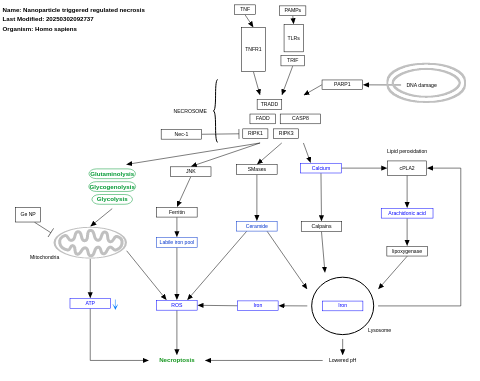 Name: Nanoparticle triggered regulated necrosis
Last Modified: 20250302092737
Organism: Homo sapiens
TNF
PAMPs
TNFR1
TLRs
TRIF
PARP1
DNA damage
TRADD
NECROSOME
FADD
CASP8
Nec-1
RIPK1
RIPK3
Lipid peroxidation
Glutaminolysis
JNK
SMases
Calcium
cPLA2
Glycogenolysis
Glycolysis
Ge NP
Ferritin
Arachidonic acid
Ceramide
Calpains
Labile iron pool
lipoxygenase
Mitochondria
ATP
ROS
Iron
Iron
Lysosome
Necroptosis
Lowered pH